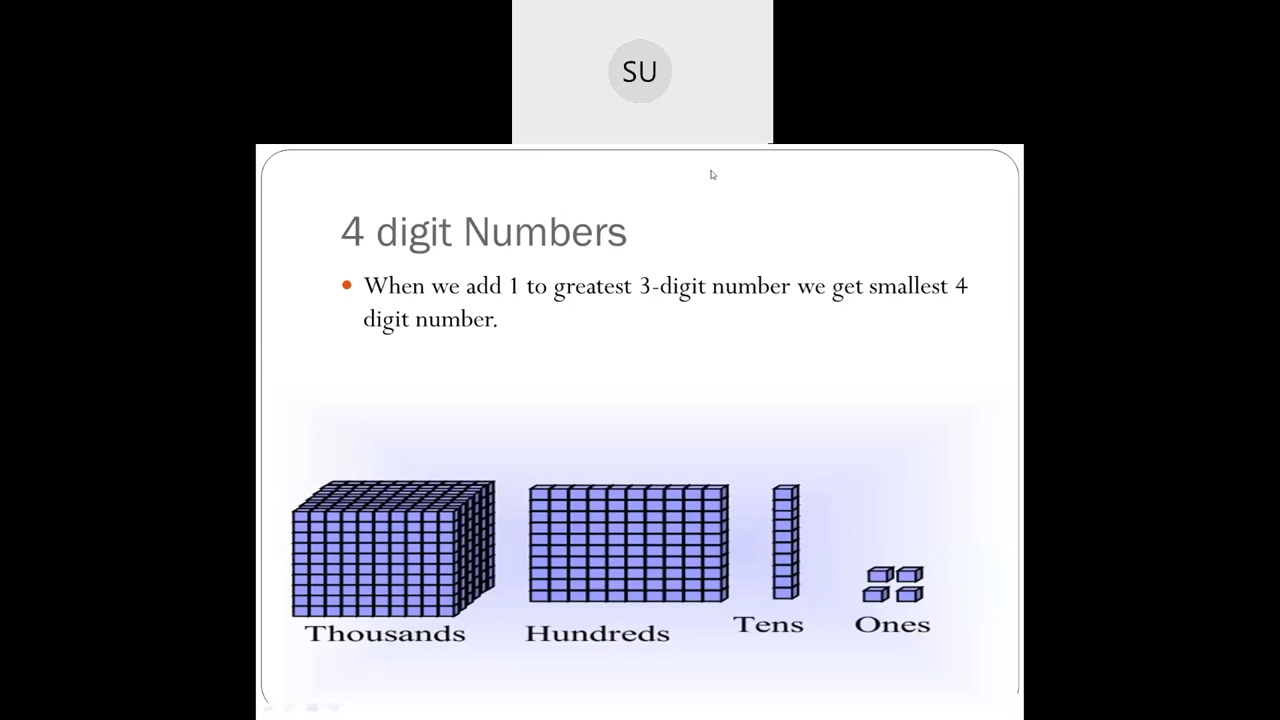 SU
4 digit Numbers
• When we add 1 to greatest 3-digit number we get smallest 4
digit number.
Thousands Hundreds Tens Ones